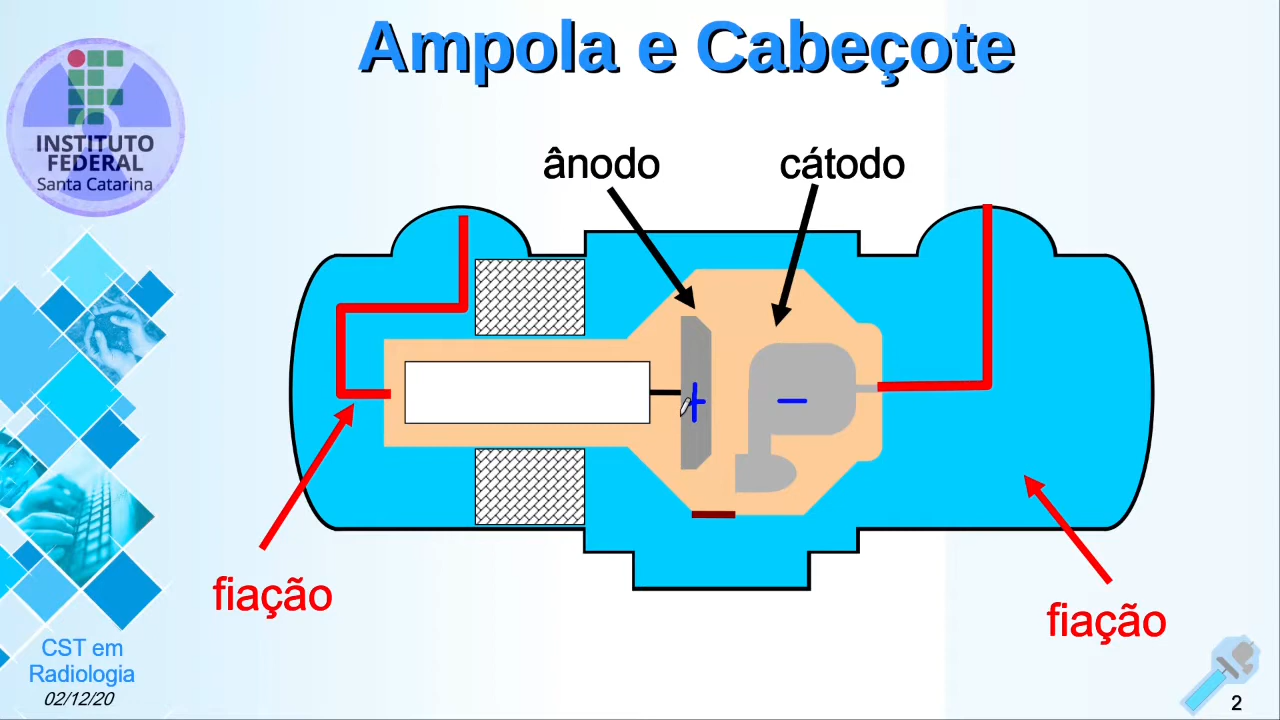 Ampola e Cabeçote
INSTITUTO
FEDERAL
Santa Catarina
ânodo
cátodo
+
−
fiação
fiação
CST em
Radiologia
02/12/20
2